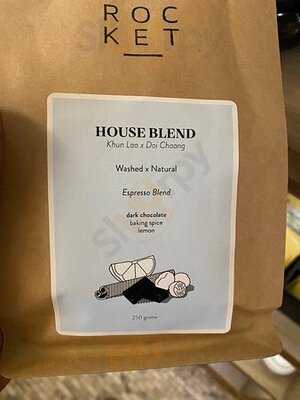 ROC
KET
HOUSE BLEND
Khun Lao x Doi Chaang
Washed x Natural
Espresso Blend
dark chocolate
baking spice
lemon
250 grams